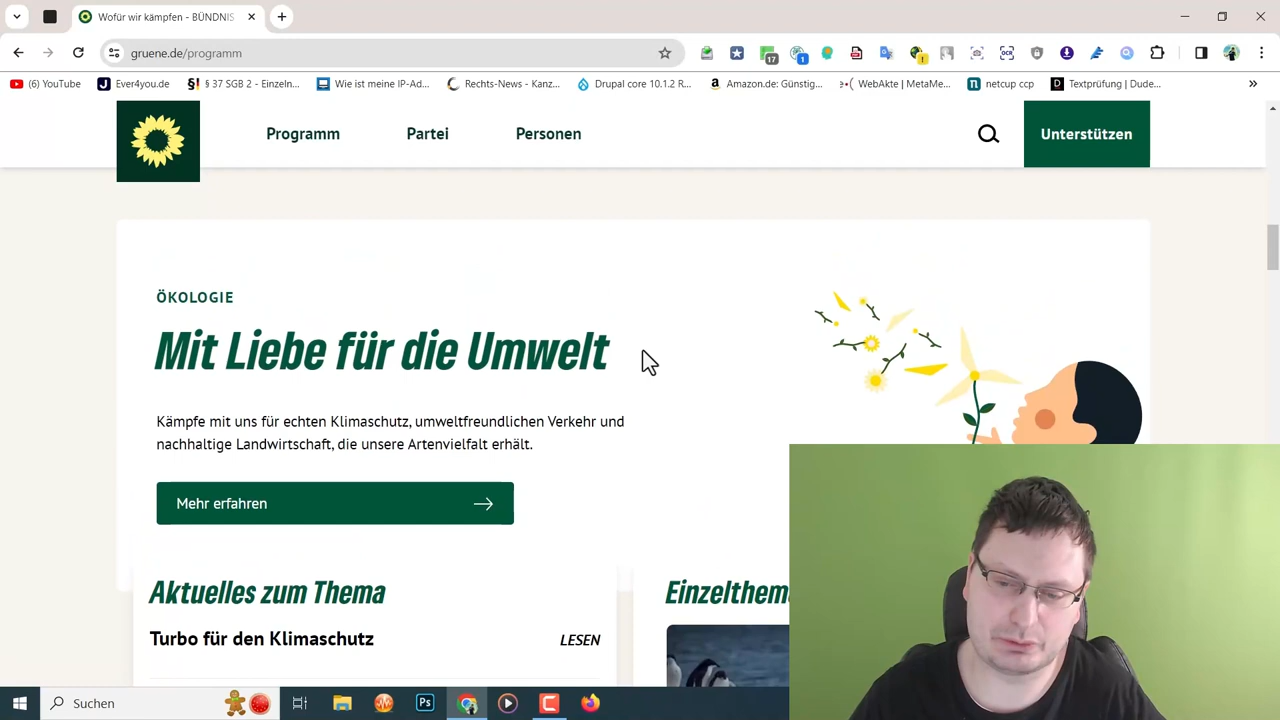 Wofür wir kämpfen - BÜNDNIS
gruene.de/programm
17
1
(6) YouTube
Ever4you.de
§ 37 SGB 2 - Einzeln...
Wie ist meine IP-Ad...
Rechts-News - Kanz...
Drupal core 10.1.2 R...
Amazon.de: Günstig...
WebAkte | MetaMe...
netcup ccp
Textprüfung | Dude...
Programm
Partei
Personen
Unterstützen
ÖKOLOGIE
Mit Liebe für die Umwelt
Kämpfe mit uns für echten Klimaschutz, umweltfreundlichen Verkehr und
nachhaltige Landwirtschaft, die unsere Artenvielfalt erhält.
Mehr erfahren
Aktuelles zum Thema
Einzelthem
Turbo für den Klimaschutz
LESEN
Suchen
Ps